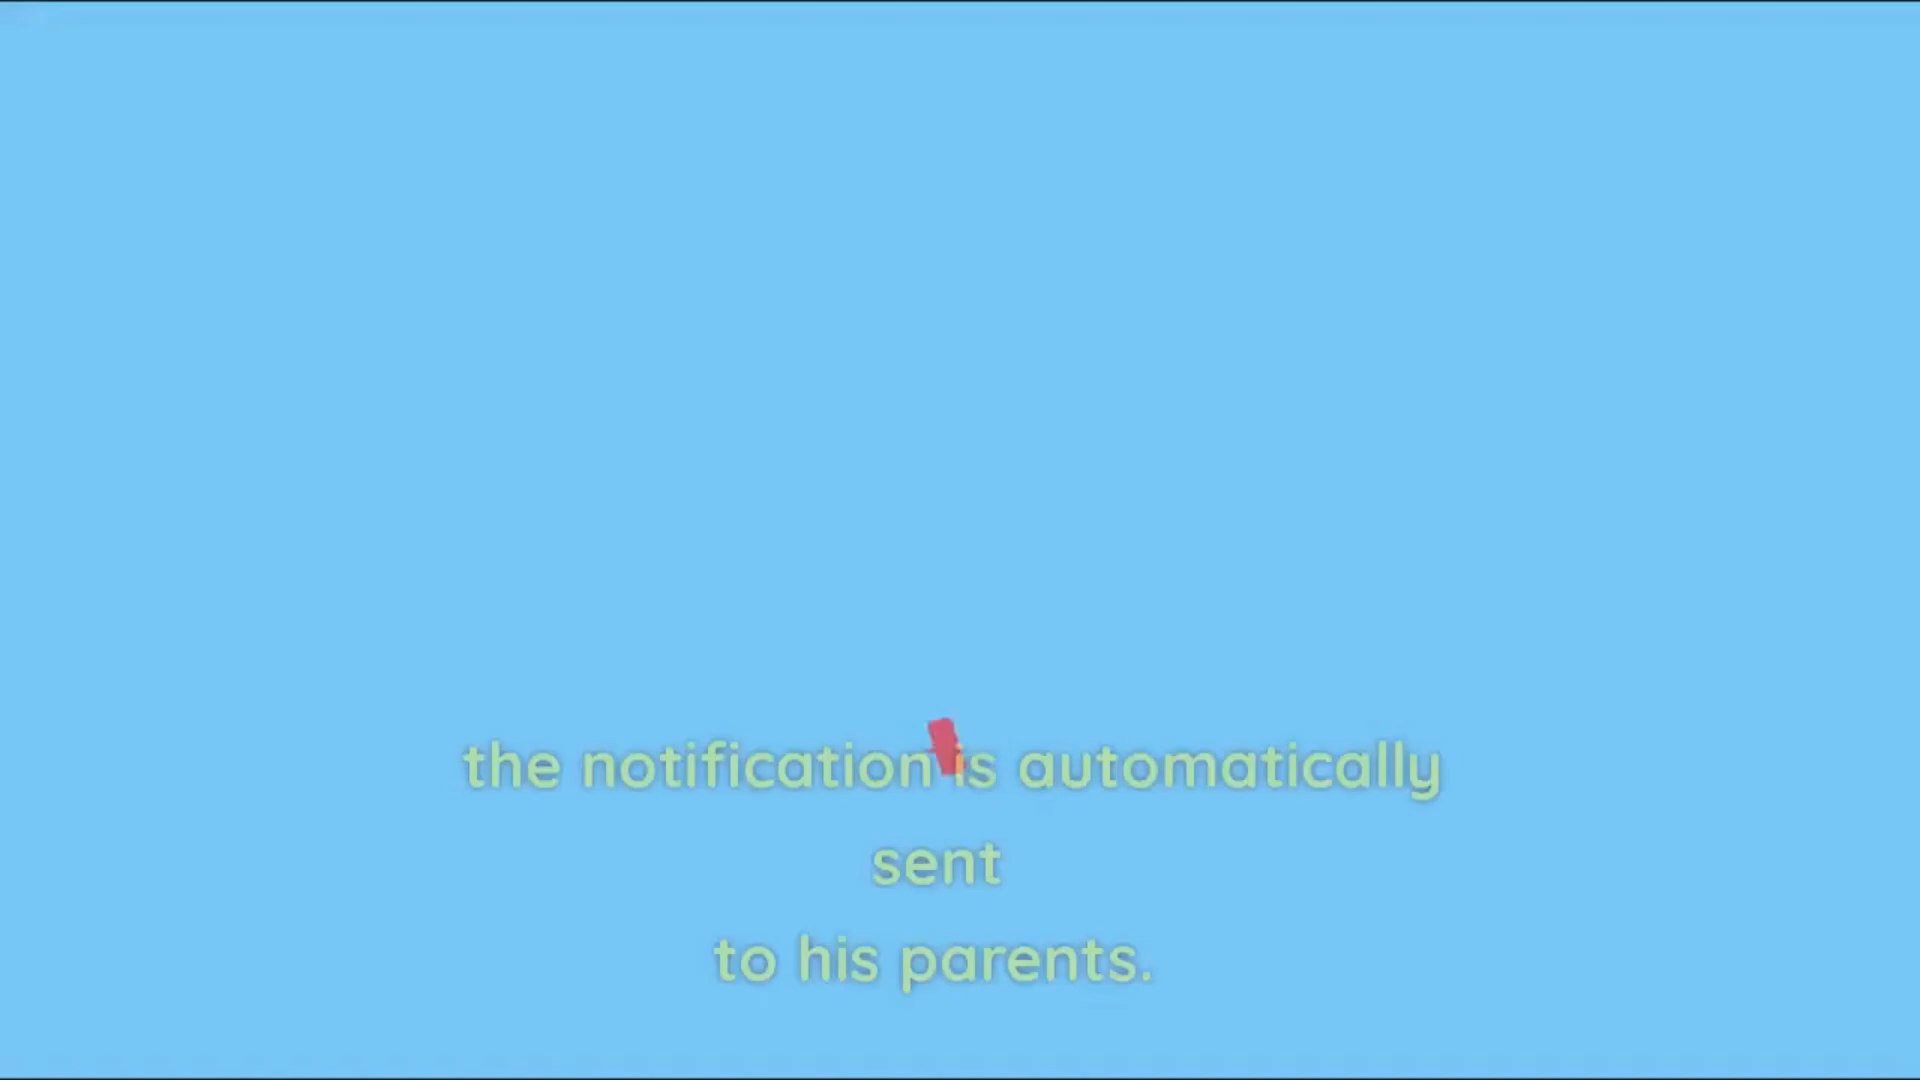 the notification is automatically
sent
to his parents.